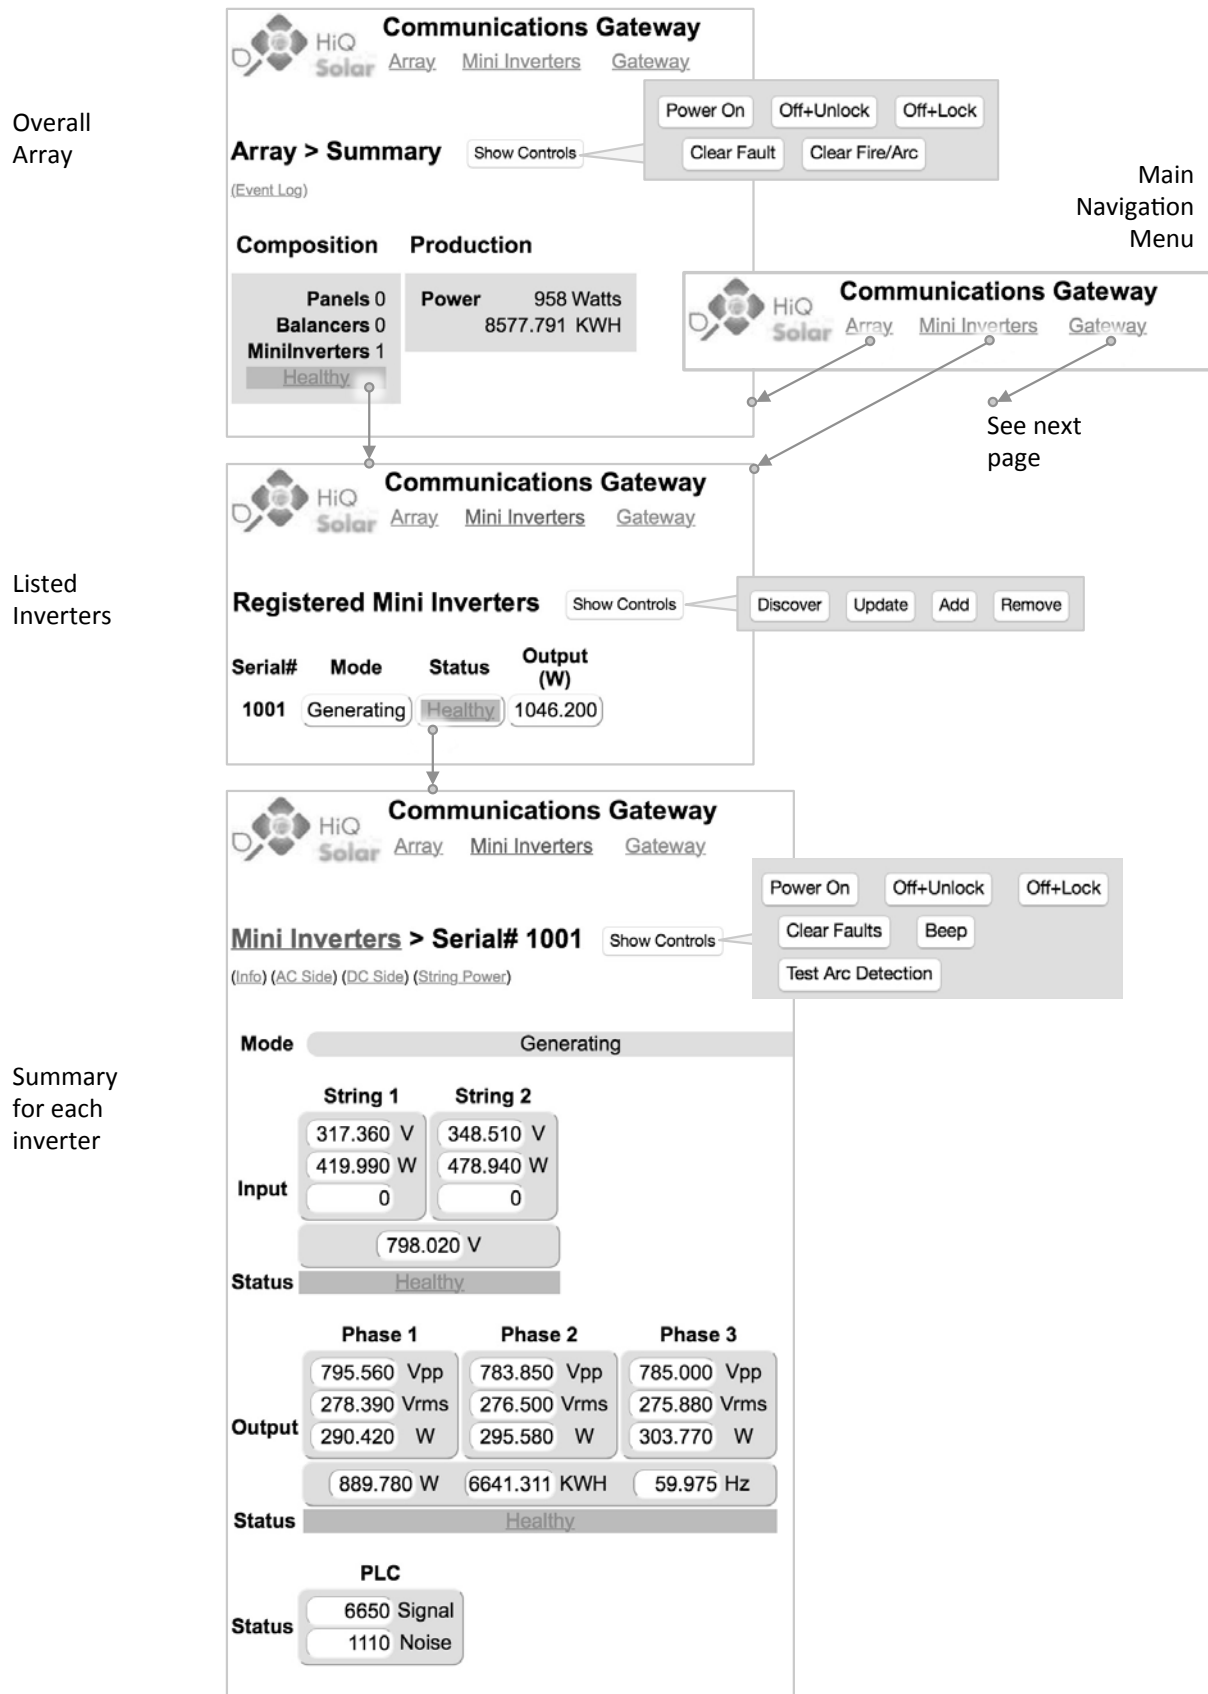 Communications Gateway
HiQ
Solar
Array Mini Inverters Gateway
Overall
Array
Array > Summary
Show Controls
Power On Off+Unlock Off+Lock
Clear Fault Clear Fire/Arc
(Event Log)
Main
Navigation
Menu
Composition Production
Panels 0
Balancers 0
MiniInverters 1
Healthy
Power 958 Watts
8577.791 KWH
Communications Gateway
HiQ
Solar
Array Mini Inverters Gateway
See next
page
Communications Gateway
HiQ
Solar
Array Mini Inverters Gateway
Listed
Inverters
Registered Mini Inverters
Show Controls
Discover Update Add Remove
Serial# Mode Status Output
(W)
1001 Generating Healthy 1046.200
Communications Gateway
HiQ
Solar
Array Mini Inverters Gateway
Mini Inverters > Serial# 1001
Show Controls
Power On Off+Unlock Off+Lock
Clear Faults Beep
Test Arc Detection
(Info) (AC Side) (DC Side) (String Power)
Mode Generating
Summary
for each
inverter
String 1 String 2
317.360 V 348.510 V
419.990 W 478.940 W
Input 0 0
798.020 V
Status Healthy
Phase 1 Phase 2 Phase 3
795.560 Vpp 783.850 Vpp 785.000 Vpp
278.390 Vrms 276.500 Vrms 275.880 Vrms
Output 290.420 W 295.580 W 303.770 W
889.780 W 6641.311 KWH 59.975 Hz
Status Healthy
PLC
Status 6650 Signal
1110 Noise